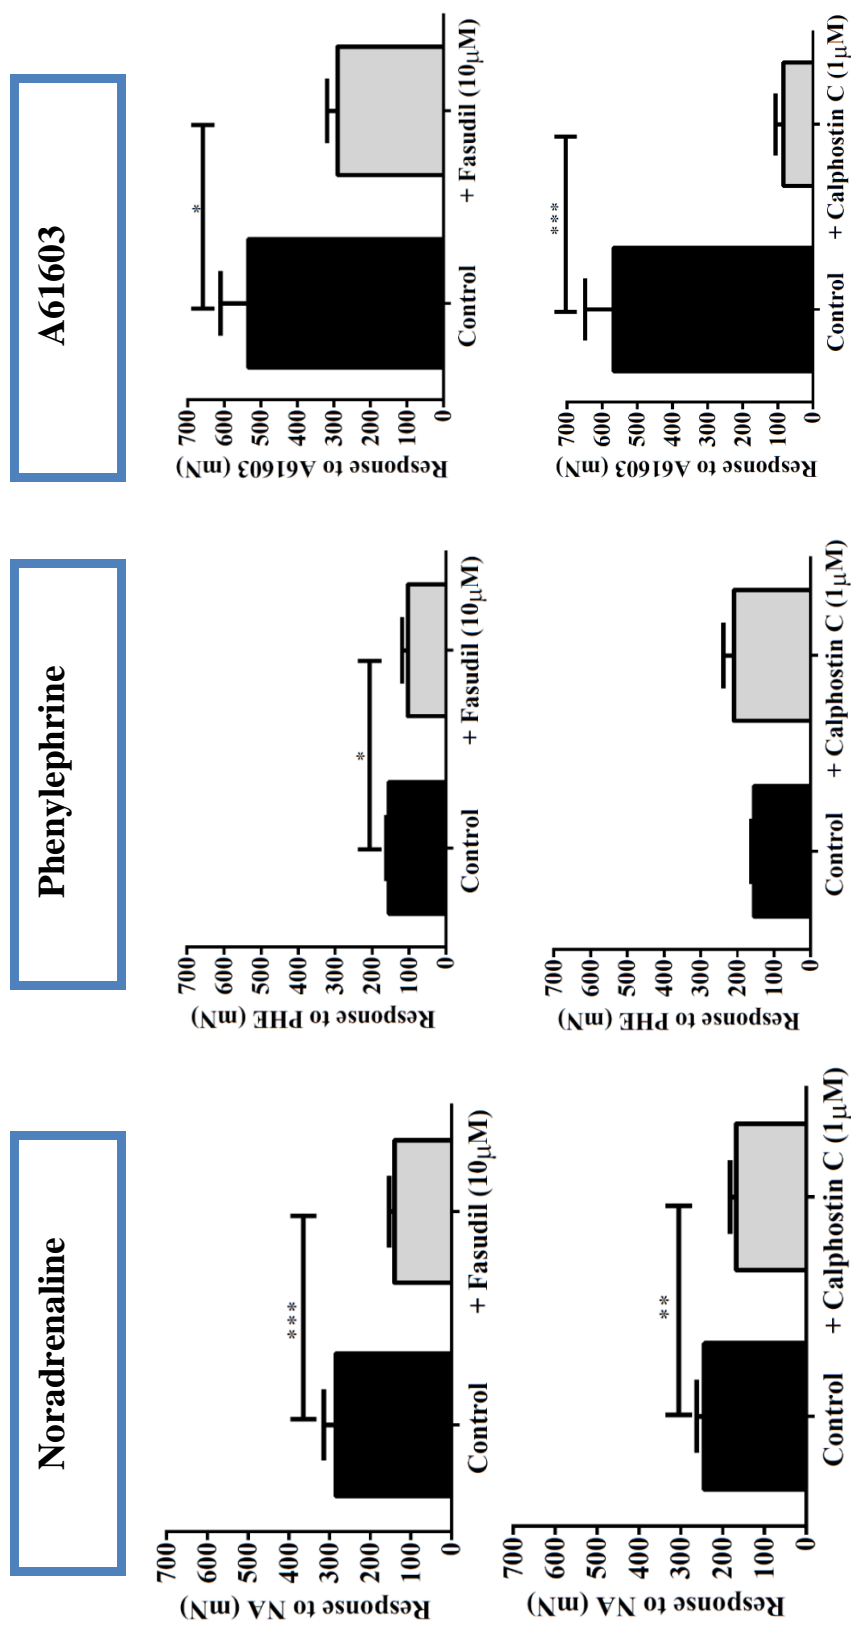 Noradrenaline
Phenylephrine
A61603
Response to NA (mN)
700
600
500
400
300
200
100
0
***
Control
+ Fasudil (10μM)
Response to PHE (mN)
700
600
500
400
300
200
100
0
*
Control
+ Fasudil (10μM)
Response to A61603 (mN)
700
600
500
400
300
200
100
0
*
Control
+ Fasudil (10μM)
Response to NA (mN)
700
600
500
400
300
200
100
0
**
Control
+ Calphostin C (1μM)
Response to PHE (mN)
700
600
500
400
300
200
100
0
Control
+ Calphostin C (1μM)
Response to A61603 (mN)
700
600
500
400
300
200
100
0
***
Control
+ Calphostin C (1μM)